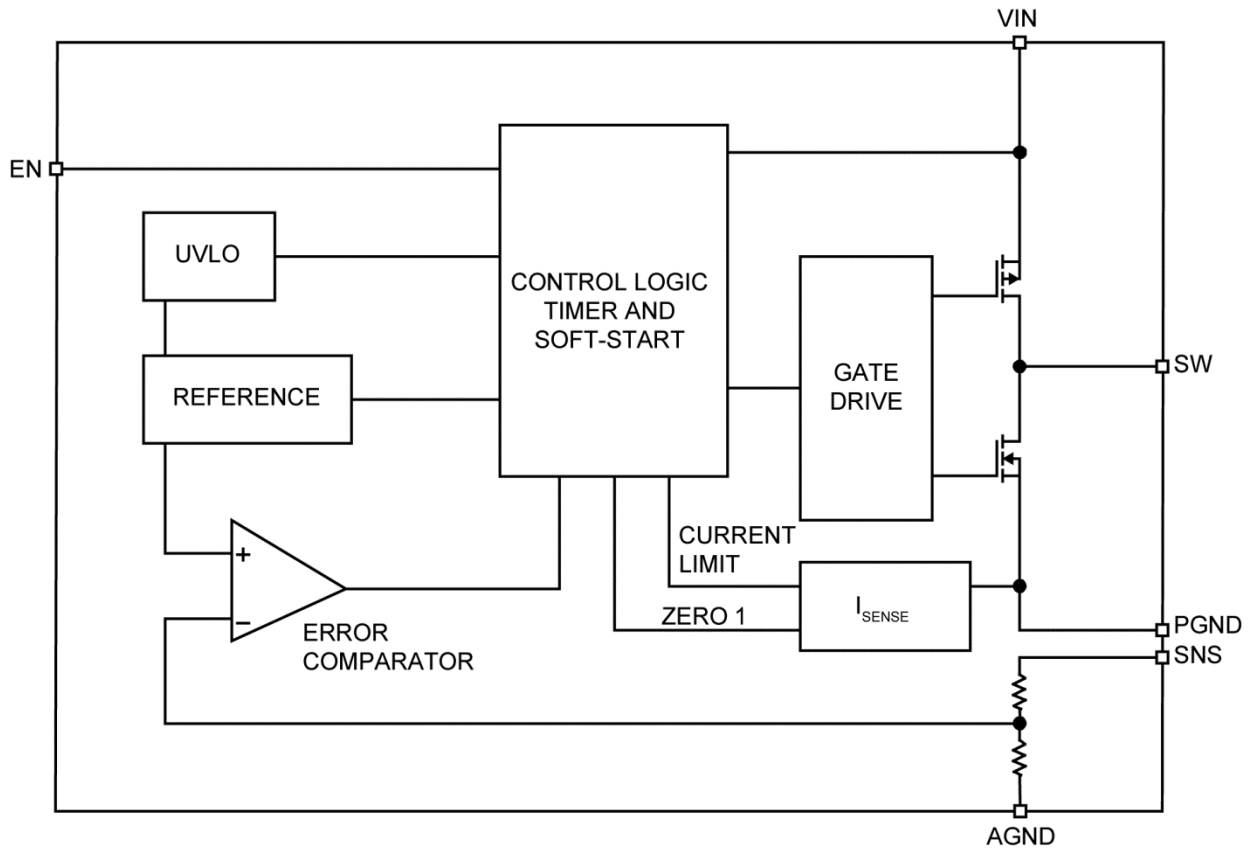 VIN
EN
UVLO
CONTROL LOGIC
TIMER AND
SOFT-START
REFERENCE
GATE
DRIVE
SW
+
−
ERROR
COMPARATOR
CURRENT
LIMIT
ZERO 1
ISENSE
PGND
SNS
AGND